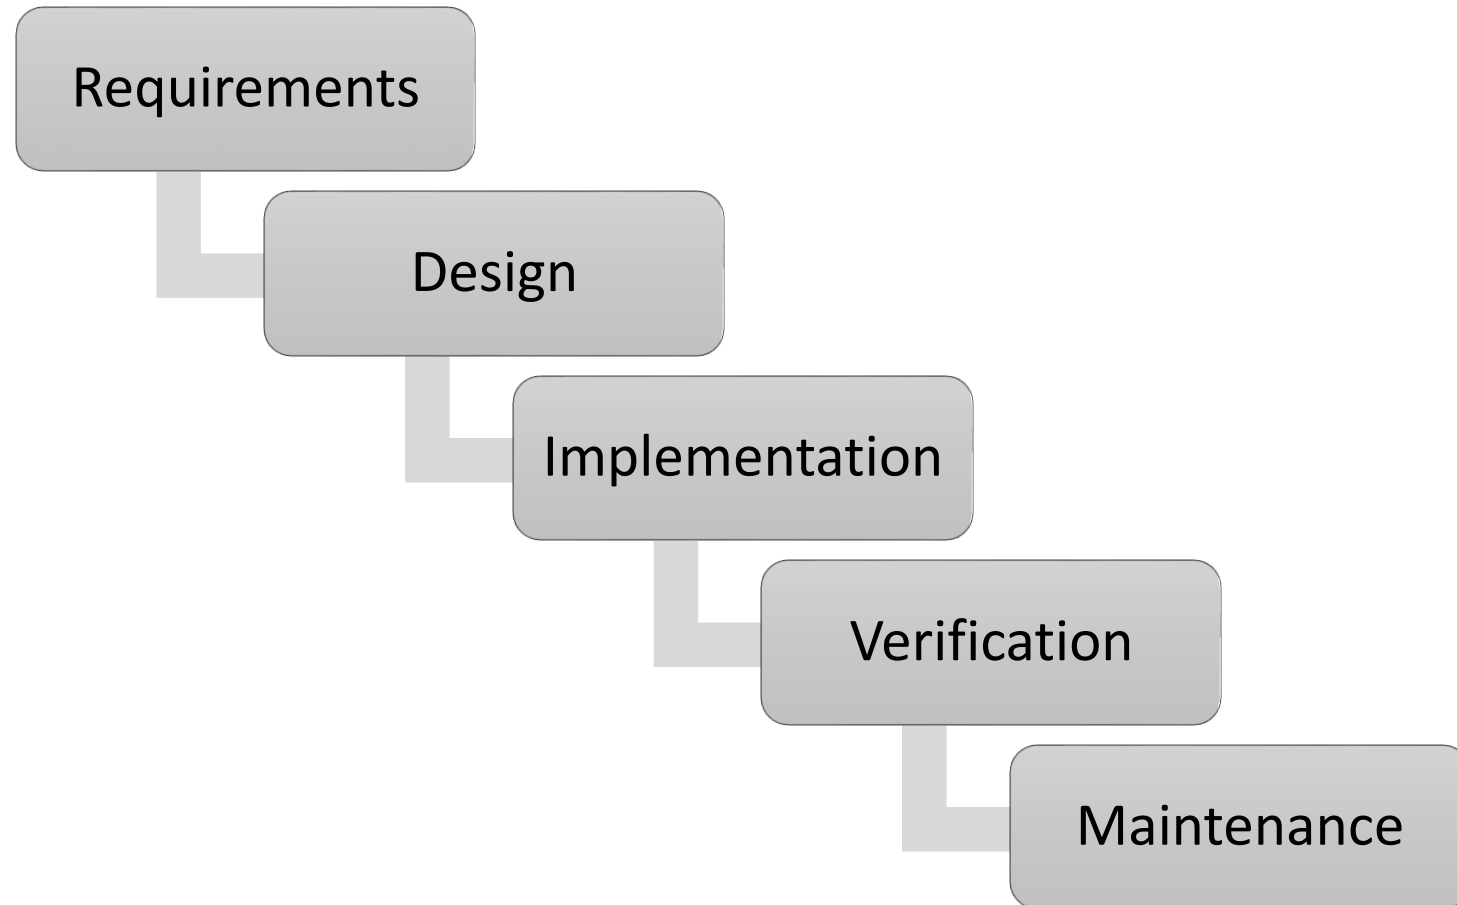 Requirements
Design
Implementation
Verification
Maintenance